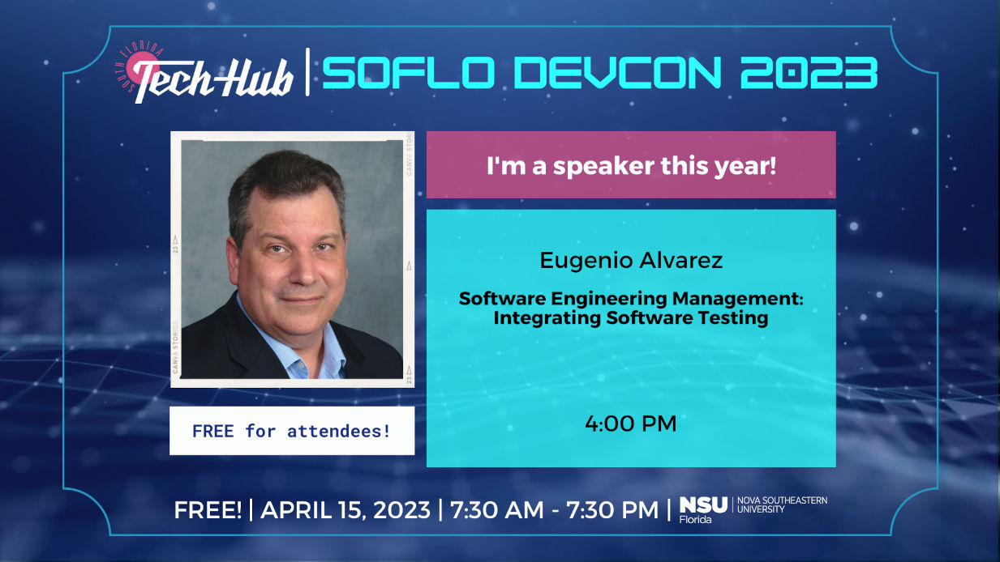 SOUTH FLORIDA
Tech Hub
SOFLO DEVCON 2023
I'm a speaker this year!
CANVA STORIES
23
23
CANVA STORIES
23
Eugenio Alvarez
Software Engineering Management:
Integrating Software Testing
4:00 PM
FREE for attendees!
FREE! | APRIL 15, 2023 | 7:30 AM - 7:30 PM |
NSU
Florida
NOVA SOUTHEASTERN
UNIVERSITY